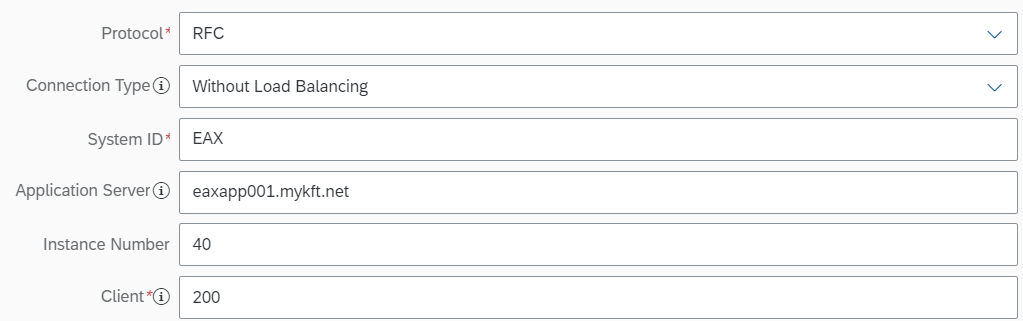 Protocol* RFC
Connection Type Without Load Balancing
System ID* EAX
Application Server eaxapp001.mykft.net
Instance Number 40
Client* 200